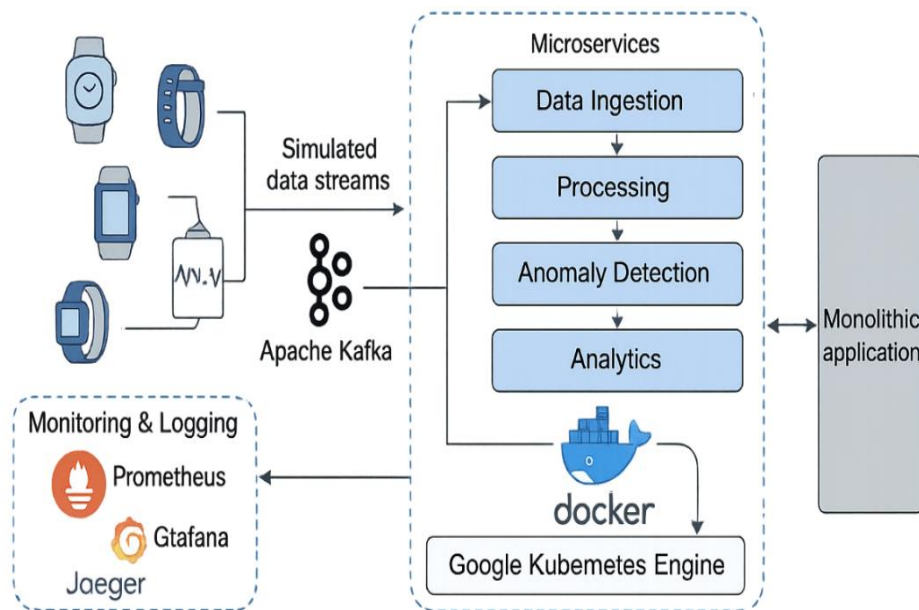 Microservices
Data Ingestion
Simulated
data streams
Processing
Anomaly Detection
Apache Kafka
Analytics
Monolithic
application
Monitoring & Logging
Prometheus
Gtafana
Jaeger
docker
Google Kubemetes Engine